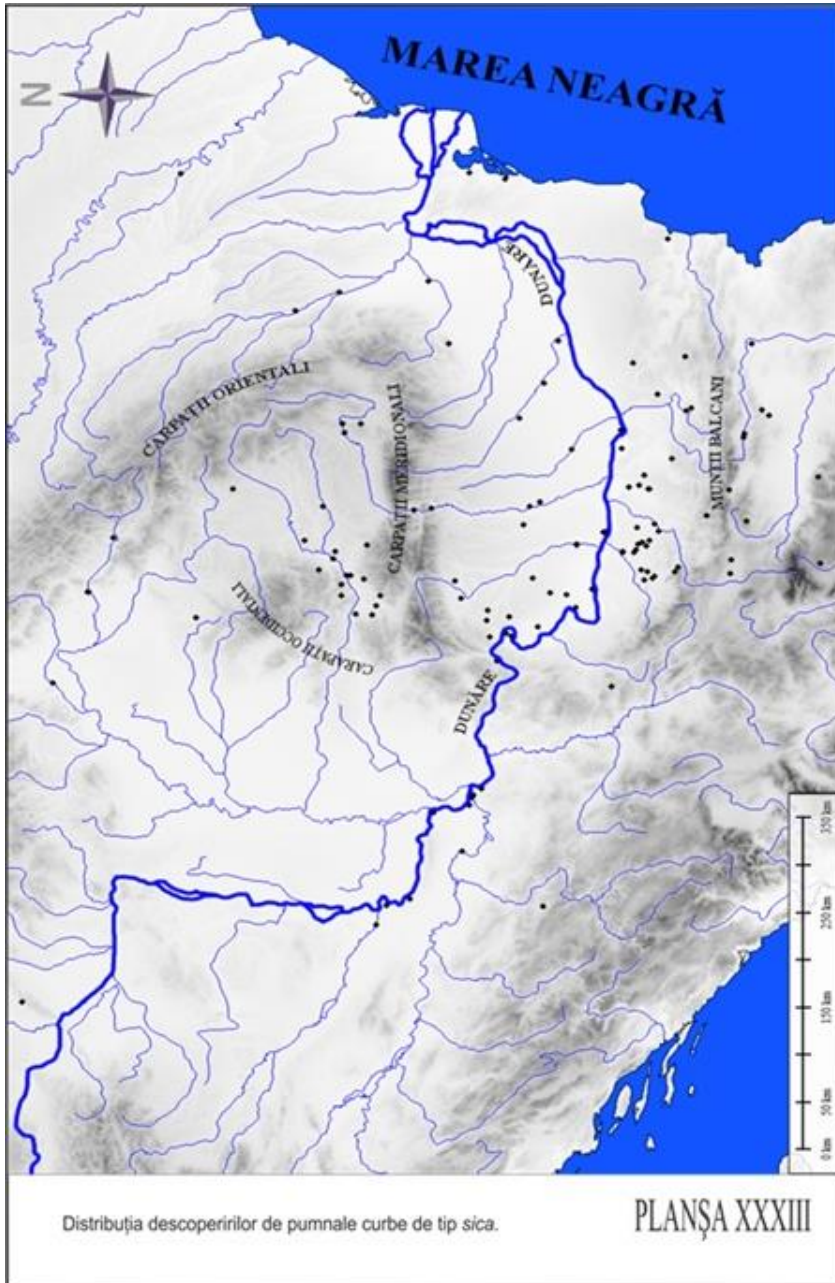 MAREA NEAGRĂ
N
DUNĂRE
CARPAȚII ORIENTALI
CARPAȚII MERIDIONALI
MUNȚII BALCANI
CARAPAȚII OCCIDENTALI
DUNĂRE
350 km
250 km
150 km
50 km
0 km
Distribuția descoperirilor de pumnale curbe de tip sica.
PLANȘA XXXIII